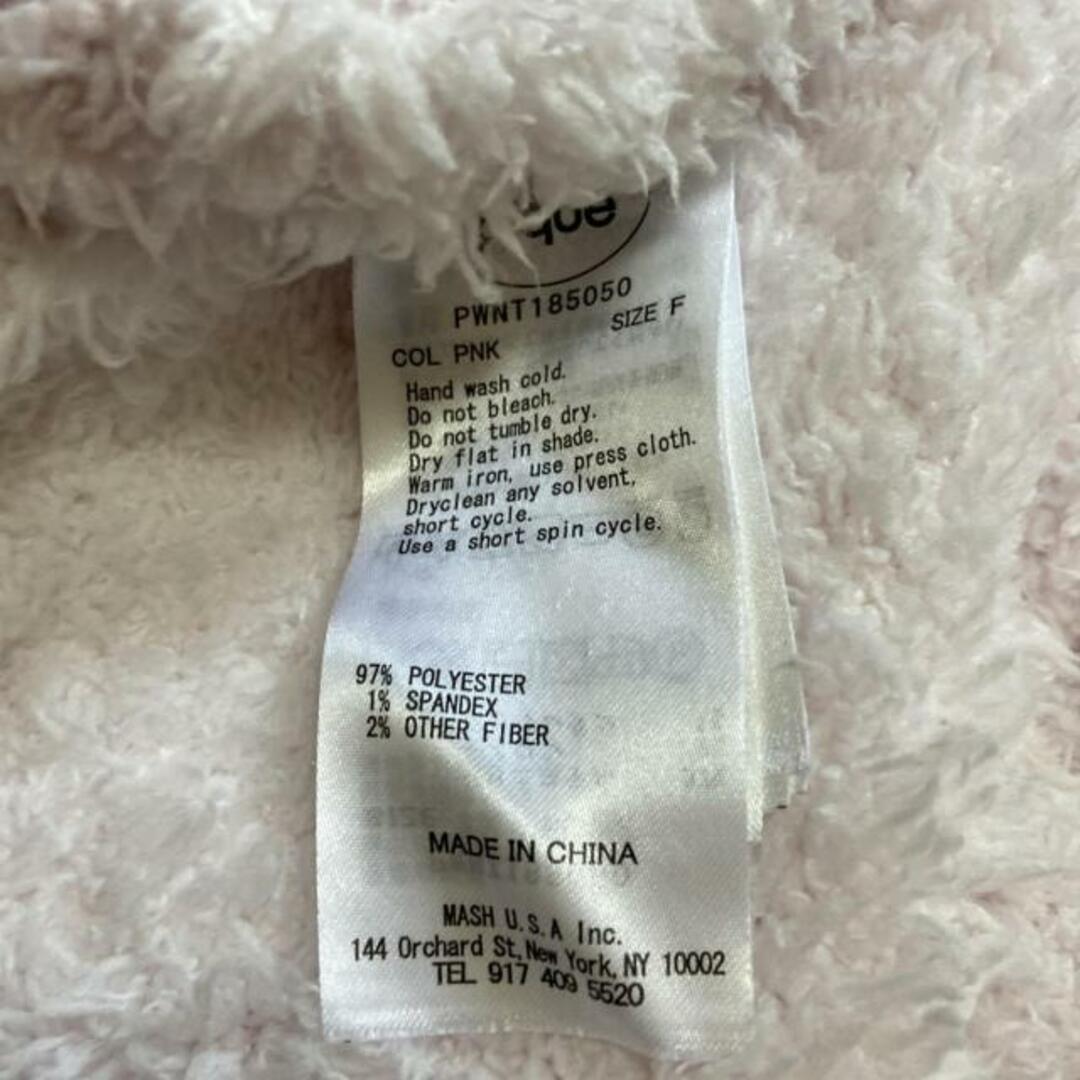 PWNT185050
SIZE F
COL PNK
Hand wash cold.
Do not bleach.
Do not tumble dry.
Dry flat in shade.
Warm iron, use press cloth.
Dryclean any solvent,
short cycle.
Use a short spin cycle.
97% POLYESTER
1% SPANDEX
2% OTHER FIBER
MADE IN CHINA
MASH U.S.A Inc.
144 Orchard St, New York, NY 10002
TEL 917 409 5520